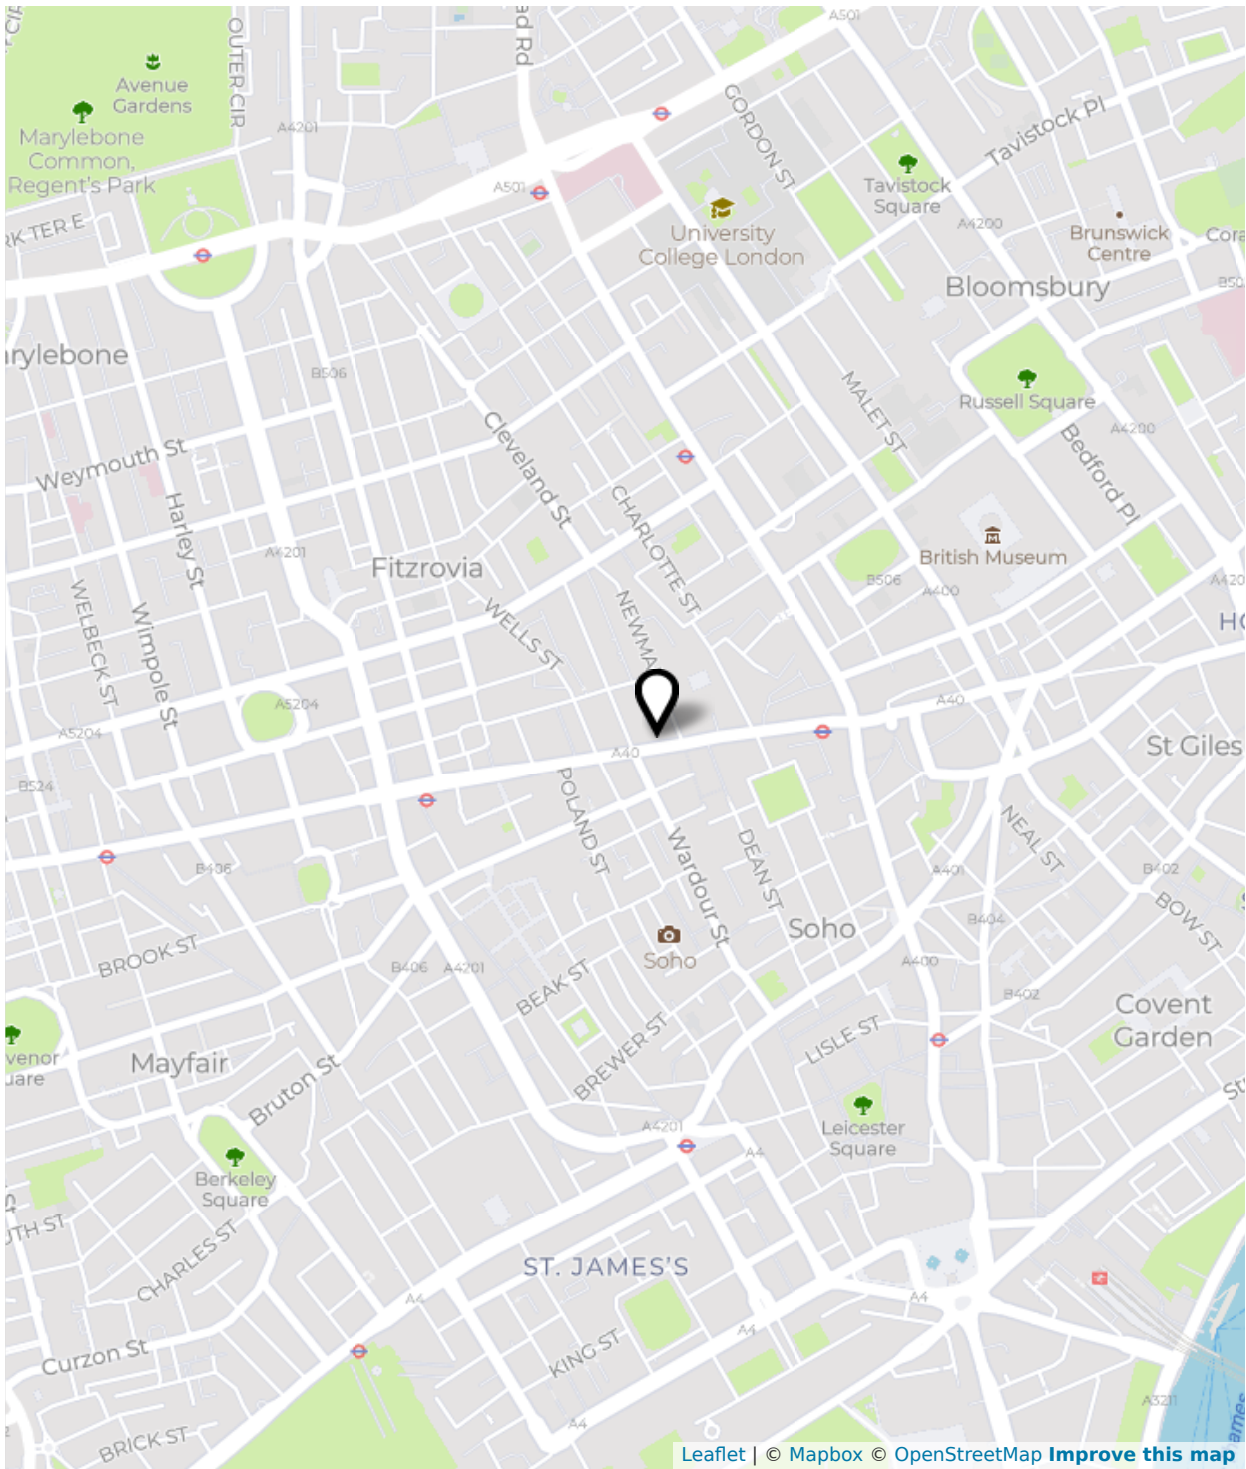 A501
OUTER CIR
Avenue
Gardens
Marylebone
Common,
Regent's Park
A4201
GORDON ST
Tavistock Pl
A501
Tavistock
Square
A4200
Brunswick
Centre
University
College London
Bloomsbury
B506
MALET ST
Russell Square
A4200
Bedford Pl
Weymouth St
Harley St
Cleveland St
CHARLOTTE ST
British Museum
A4201
Fitzrovia
B506
A400
WELBECK ST
Wimpole St
WELLS ST
A5204
A5204
A40
A40
St Giles
B524
POLAND ST
Wardour St
DEAN ST
NEAL ST
B406
A401
B402
BOW ST
B404
Soho
Soho
BROOK ST
B406
A4201
A400
BEAK ST
B402
Covent
Garden
BREWER ST
LISLE ST
Mayfair
Bruton St
A4201
A4
Leicester
Square
Berkeley
Square
CHARLES ST
ST. JAMES'S
A4
A4
A4
Curzon St
KING ST
A4
A3211
BRICK ST
Leaflet | © Mapbox © OpenStreetMap Improve this map